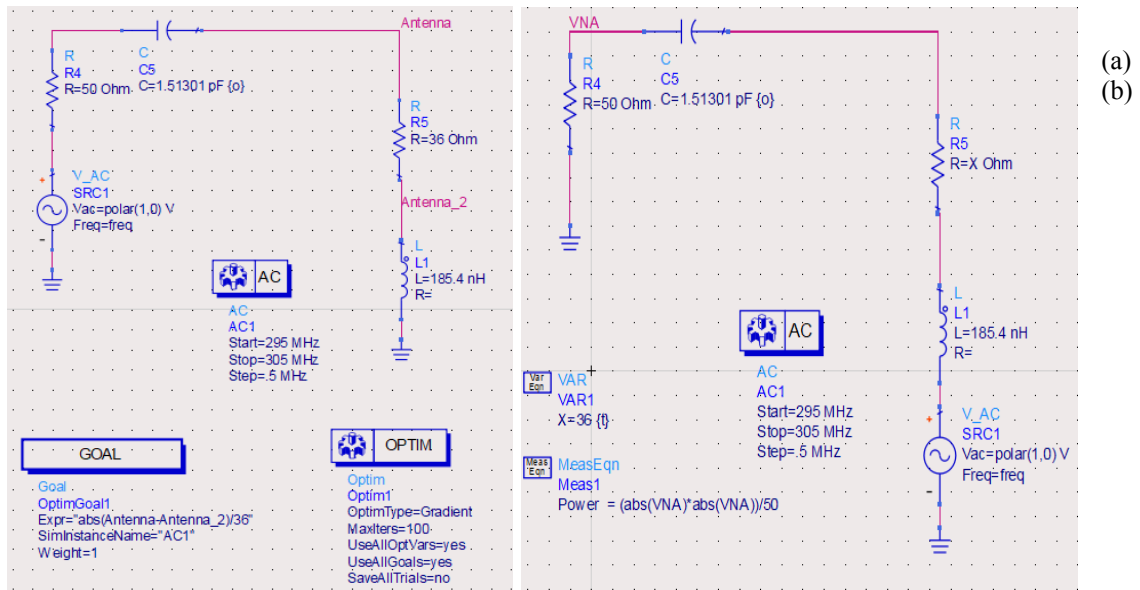 Antenna
R
R4
R=50 Ohm
C
C5
C=1.51301 pF {o}
R
R5
R=36 Ohm
+
V_AC
SRC1
Vac=polar(1,0) V
Freq=freq
-
Antenna_2
L
L1
L=185.4 nH
R=
AC
AC
AC1
Start=295 MHz
Stop=305 MHz
Step=.5 MHz
GOAL
Goal
OptimGoal1
Expr="abs(Antenna-Antenna_2)/36"
SimInstanceName="AC1"
Weight=1
OPTIM
Optim
Optim1
OptimType=Gradient
MaxIters=100
UseAllOptVars=yes
UseAllGoals=yes
SaveAllTrials=no
VNA
R
R4
R=50 Ohm
C
C5
C=1.51301 pF {o}
R
R5
R=X Ohm
L
L1
L=185.4 nH
R=
AC
AC
AC1
Start=295 MHz
Stop=305 MHz
Step=.5 MHz
Var
Eqn
VAR
VAR1
X=36 {t}
Meas
Eqn
MeasEqn
Meas1
Power = (abs(VNA)*abs(VNA))/50
+
V_AC
SRC1
Vac=polar(1,0) V
Freq=freq
-
(a)
(b)